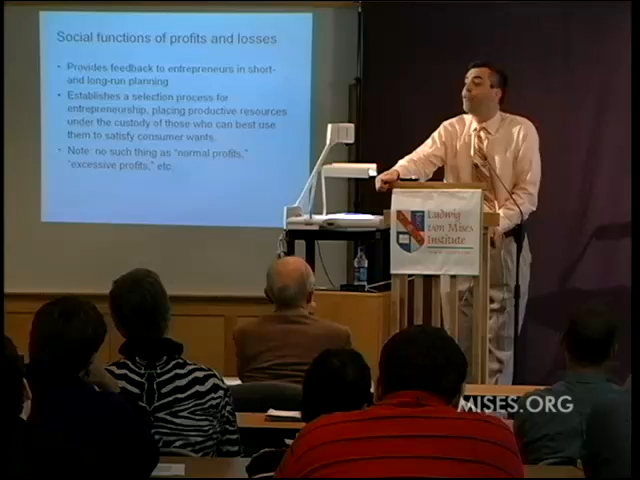 Social functions of profits and losses
• Provides feedback to entrepreneurs in short-
and long-run planning
• Establishes a selection process for
entrepreneurship, placing productive resources
under the custody of those who can best use
them to satisfy consumer wants.
• Note: no such thing as “normal profits,”
“excessive profits,” etc.
Ludwig
von Mises
Institute
MISES.ORG